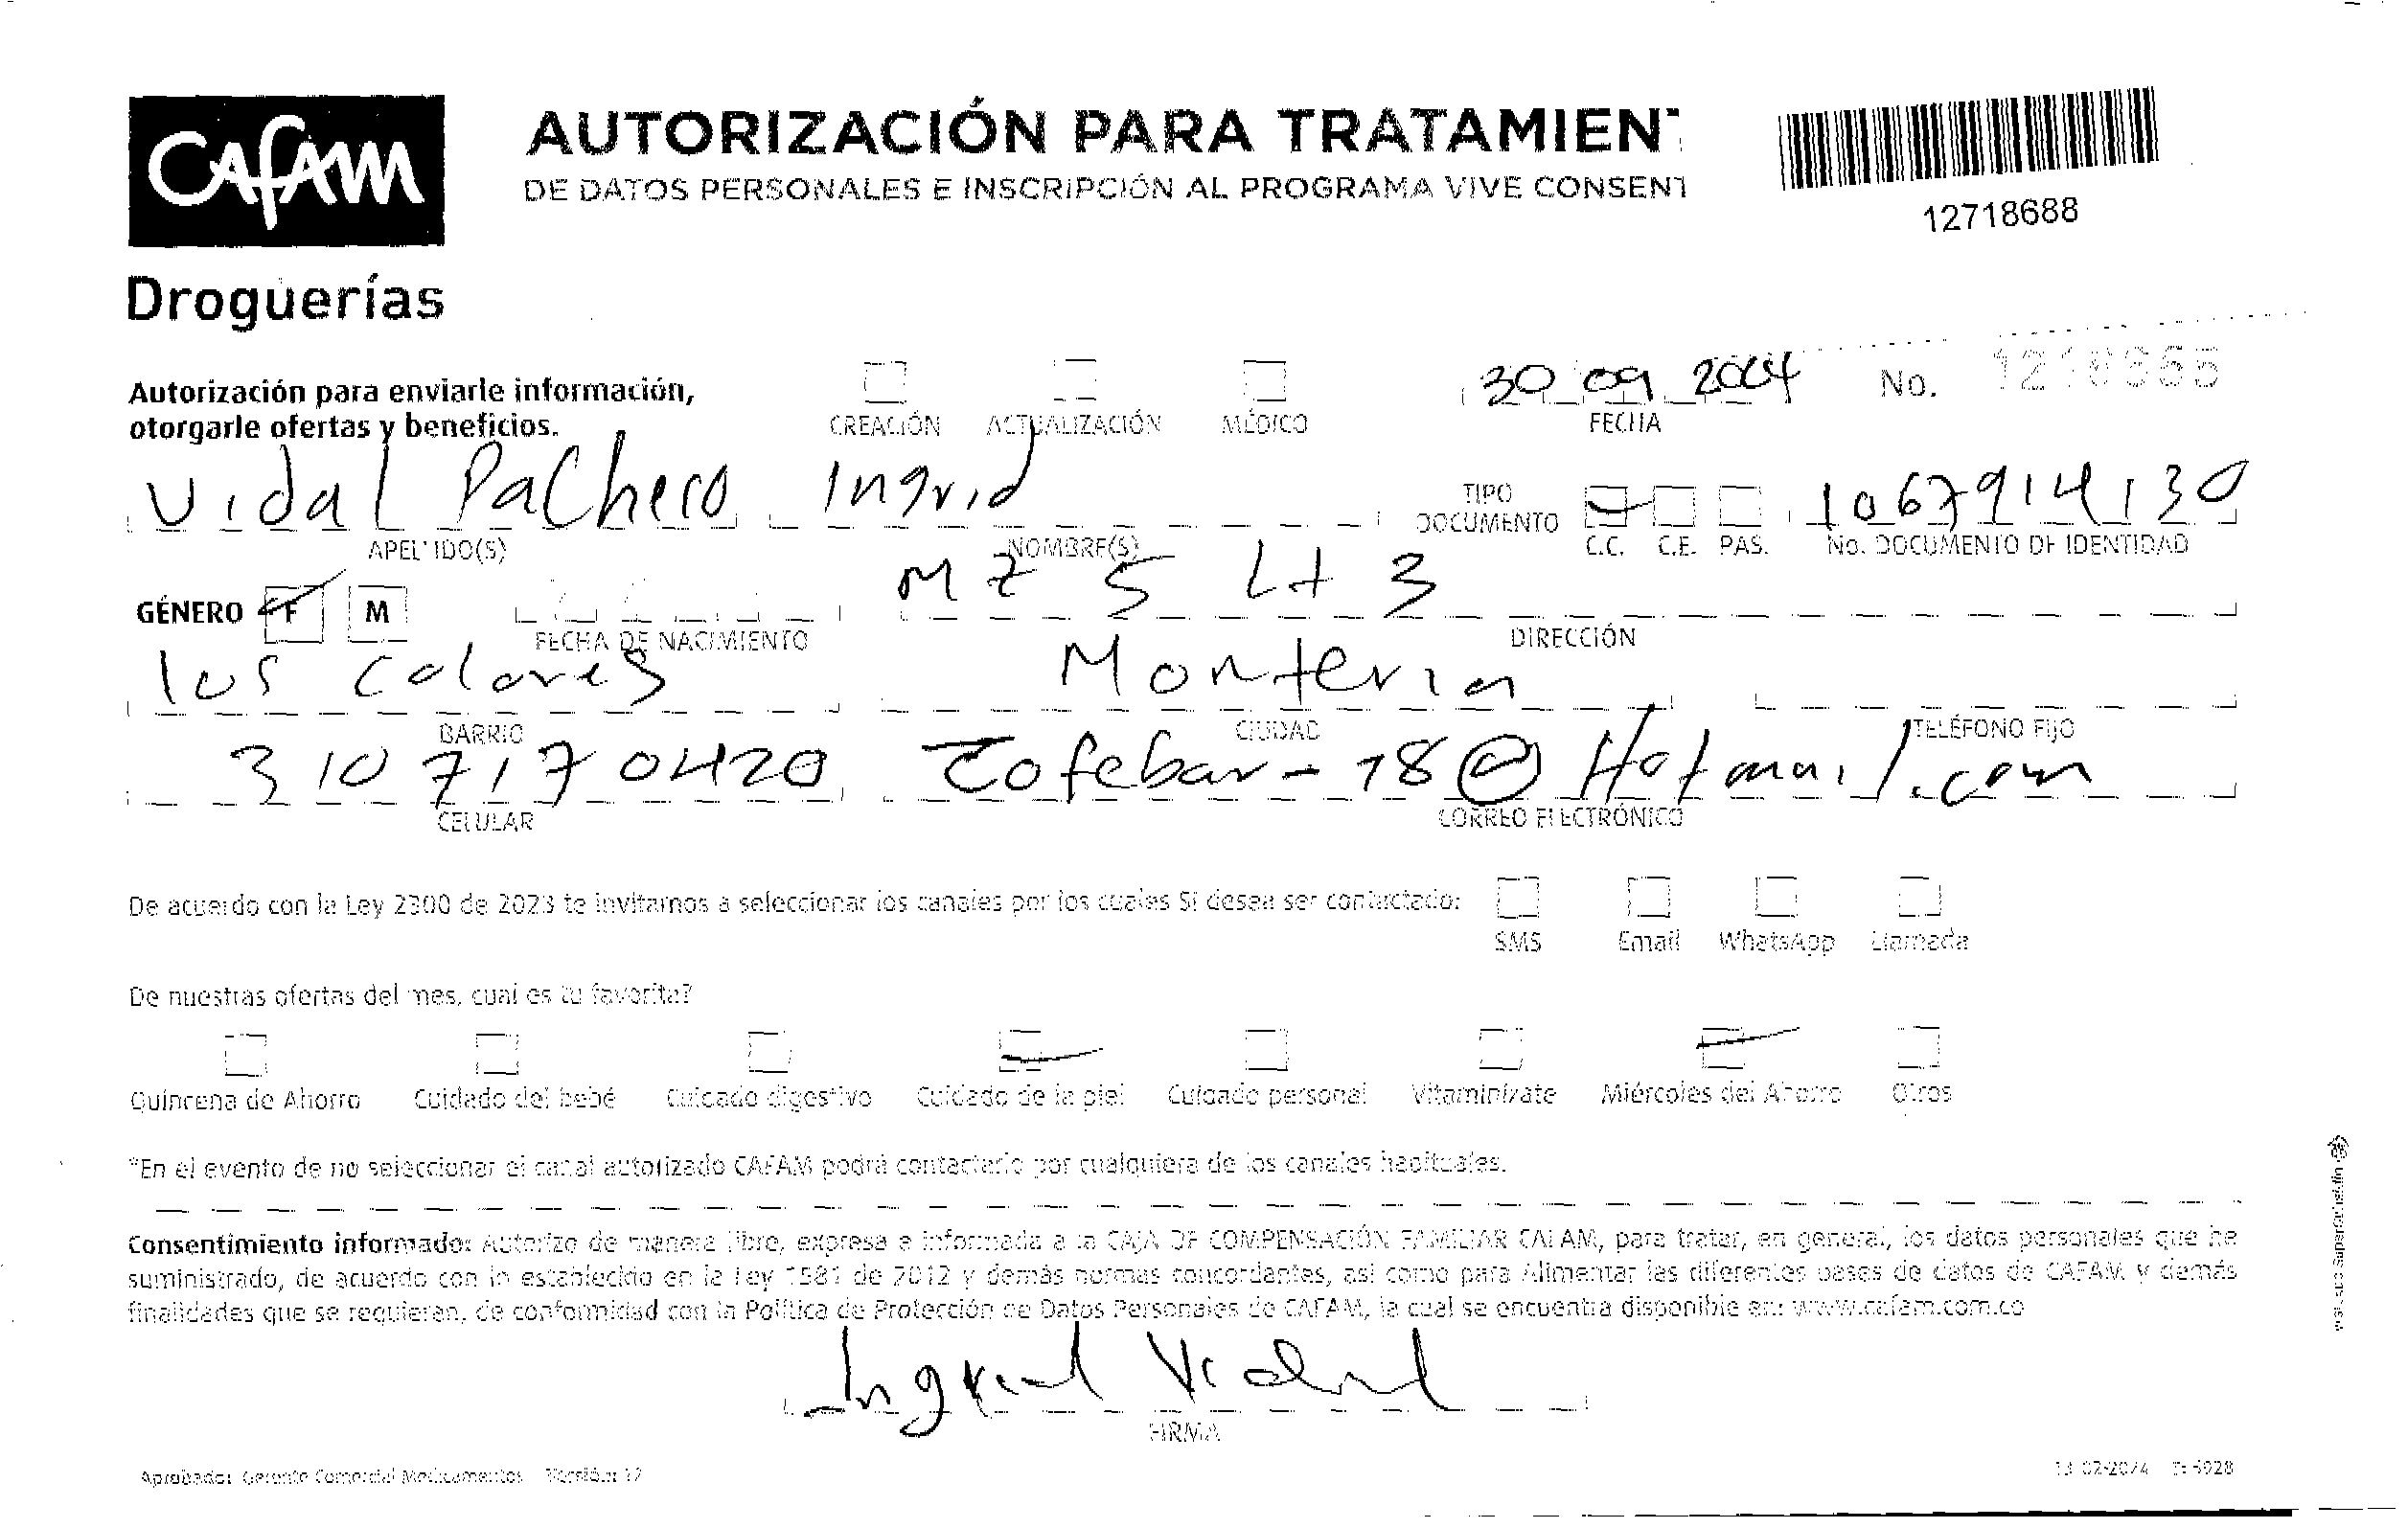 CAFAM
Droguerías
AUTORIZACIÓN PARA TRATAMIENT
DE DATOS PERSONALES E INSCRIPCIÓN AL PROGRAMA VIVE CONSENT
12718688
Autorización para enviarle información,
otorgarle ofertas y beneficios.
CREACIÓN ACTUALIZACIÓN MÉDICO
30 09 2024 No.
FECHA
Vidal Pacheco Ingrid
APELLIDO(S) NOMBRE(S)
TIPO DOCUMENTO C.C. C.E. PAS.
1067914130
No. DOCUMENTO DE IDENTIDAD
GÉNERO F M
FECHA DE NACIMIENTO
MZ 5 Lt 3
DIRECCIÓN
los colores Monteria
BARRIO CIUDAD TELÉFONO FIJO
310 7170420 Tofebar-18@Hotmail.com
CELULAR CORREO ELECTRÓNICO
De acuerdo con la Ley 2300 de 2023 te invitamos a seleccionar los canales por los cuales Si desea ser contactado:
SMS Email WhatsApp Llamada
De nuestras ofertas del mes, cual es tu favorita?
Quincena de Ahorro Cuidado del bebé Cuidado digestivo Cuidado de la piel Cuidado personal Vitaminízate Miércoles del Ahorro Otros
*En el evento de no seleccionar el canal autorizado CAFAM podrá contactarlo por cualquiera de los canales habituales.
Consentimiento informado: Autorizo de manera libre, expresa e informada a la CAJA DE COMPENSACIÓN FAMILIAR CAFAM, para tratar, en general, los datos personales que he
suministrado, de acuerdo con lo establecido en la Ley 1581 de 2012 y demás normas concordantes, así como para Alimentar las diferentes bases de datos de CAFAM y demás
finalidades que se requieran, de conformidad con la Política de Protección de Datos Personales de CAFAM, la cual se encuentra disponible en: www.cafam.com.co
Ingrid Vidal
FIRMA
Aprobado: Gerente Comercial Medicamentos Versión: 12
13-02-2024